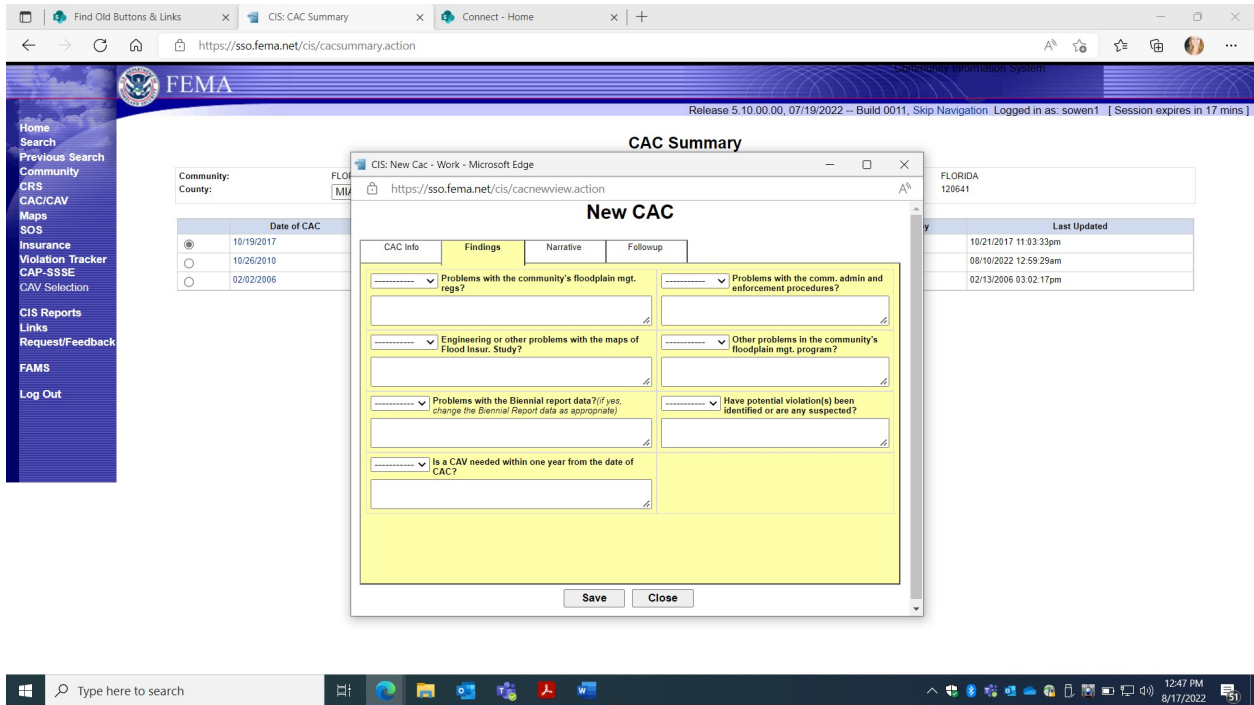 Find Old Buttons & Links
CIS: CAC Summary
Connect - Home
https://sso.fema.net/cis/cacsummary.action
FEMA
Community Information System
Release 5.10.00.00, 07/19/2022 -- Build 0011, Skip Navigation Logged in as: sowen1 [ Session expires in 17 mins ]
Home
Search
Previous Search
Community
CRS
CAC/CAV
Maps
SOS
Insurance
Violation Tracker
CAP-SSSE
CAV Selection
CIS Reports
Links
Request/Feedback
FAMS
Log Out
CAC Summary
Community: FLO FLORIDA
County: MIA 120641
Date of CAC y Last Updated
10/19/2017 10/21/2017 11:03:33pm
10/26/2010 08/10/2022 12:59:29am
02/02/2006 02/13/2006 03:02:17pm
CIS: New Cac - Work - Microsoft Edge
https://sso.fema.net/cis/cacnewview.action
New CAC
CAC Info Findings Narrative Followup
----------- Problems with the community's floodplain mgt.
regs?
----------- Problems with the comm. admin and
enforcement procedures?
----------- Engineering or other problems with the maps of
Flood Insur. Study?
----------- Other problems in the community's
floodplain mgt. program?
----------- Problems with the Biennial report data?(if yes,
change the Biennial Report data as appropriate)
----------- Have potential violation(s) been
identified or are any suspected?
----------- Is a CAV needed within one year from the date of
CAC?
Save Close
Type here to search
12:47 PM
8/17/2022
51